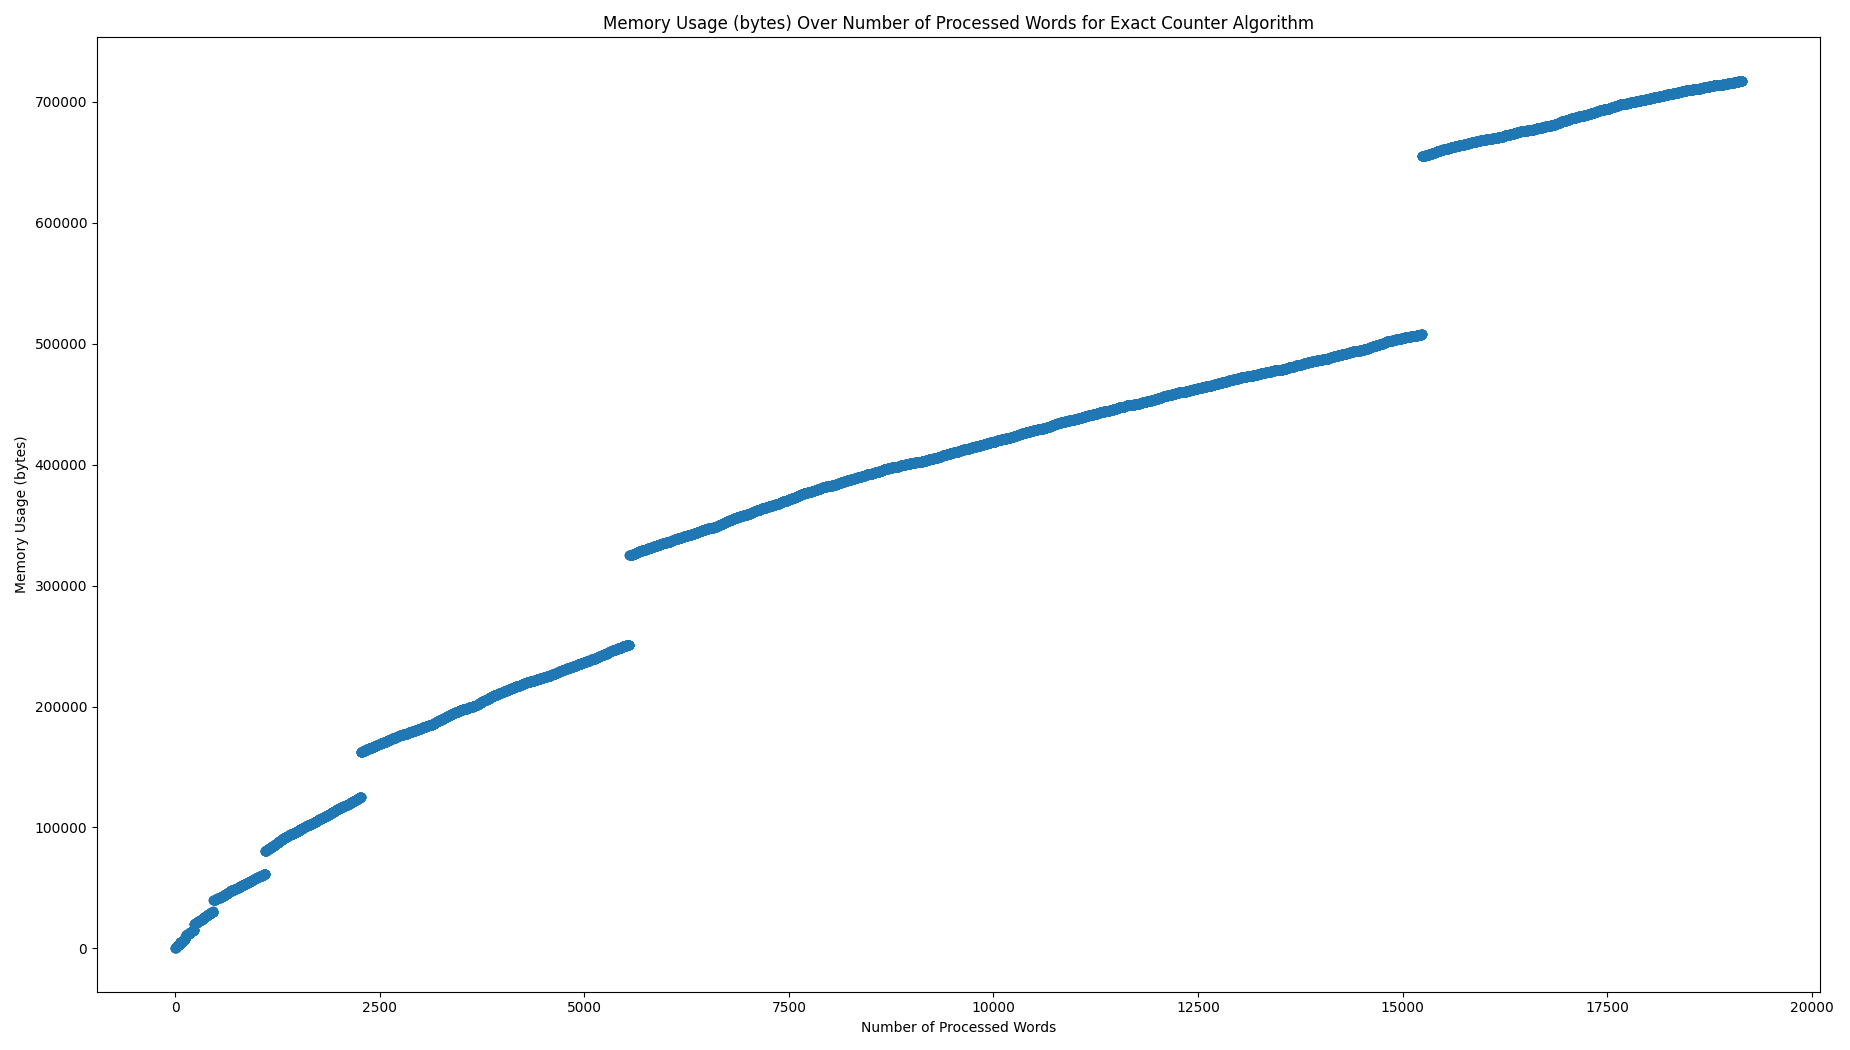 Memory Usage (bytes) Over Number of Processed Words for Exact Counter Algorithm
700000
600000
500000
400000
300000
200000
100000
0
Memory Usage (bytes)
0 2500 5000 7500 10000 12500 15000 17500 20000
Number of Processed Words